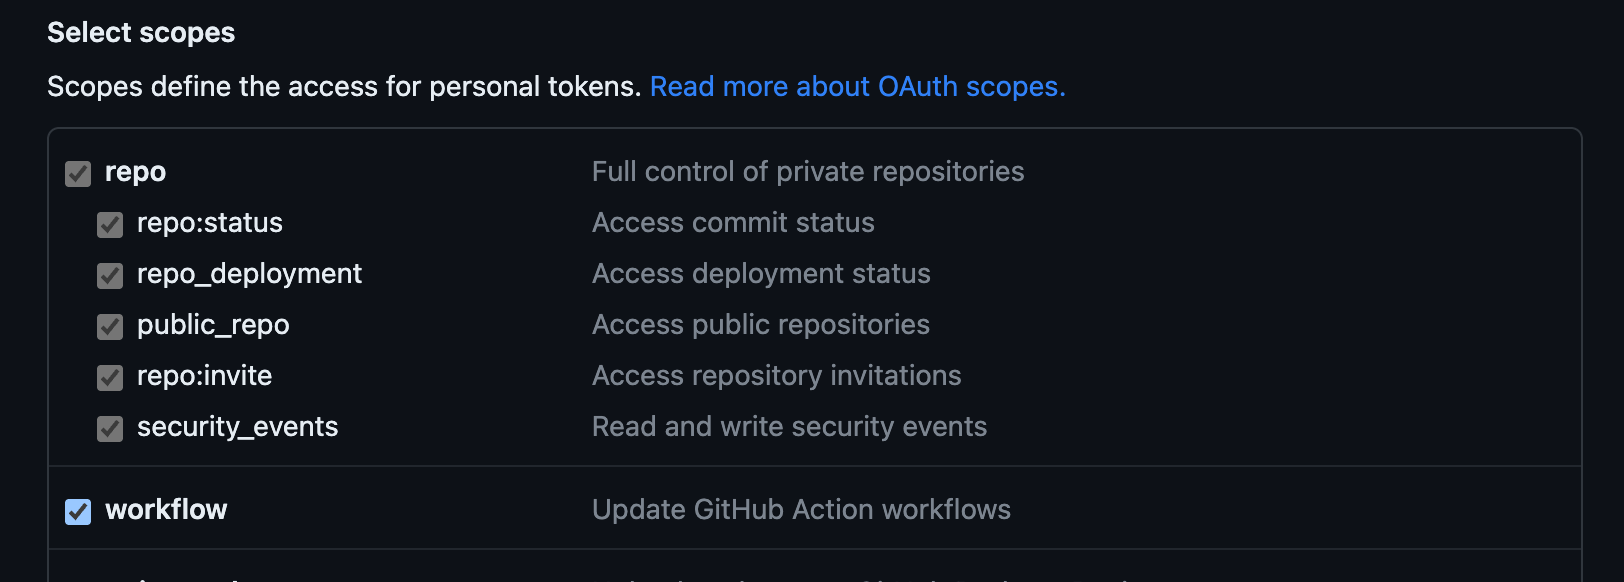 Select scopes
Scopes define the access for personal tokens. Read more about OAuth scopes.
repo Full control of private repositories
repo:status Access commit status
repo_deployment Access deployment status
public_repo Access public repositories
repo:invite Access repository invitations
security_events Read and write security events
workflow Update GitHub Action workflows